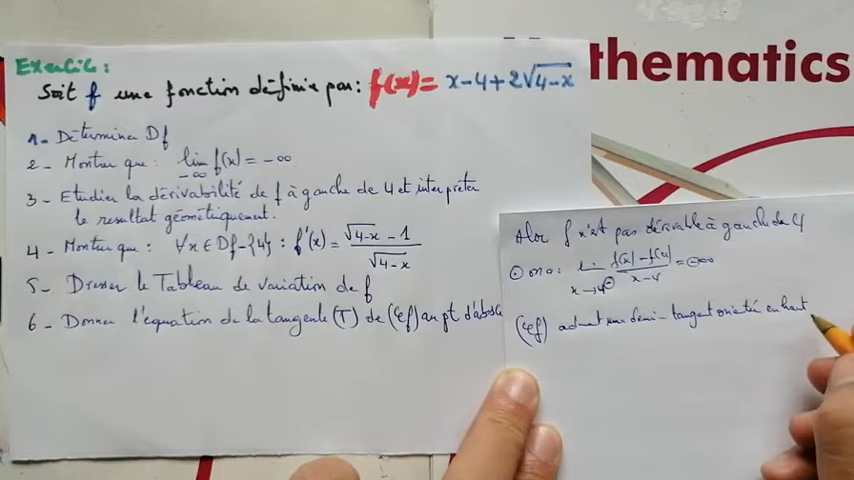 thematics
Exercice :
Soit f une fonction définie par : f(x) = x-4+2√4-x
1- Déterminer Df
2- Montrer que : lim f(x) = -∞
-∞
3- Etudier la dérivabilité de f à gauche de 4 et interpréter
le resultat géométriquement.
4- Montrer que : ∀x ∈ Df-{4} : f'(x) = √4-x - 1 / √4-x
5- Dresser le Tableau de variation de f
6- Donner l'equation de la tangente (T) de (Cf) au pt d'absc
Alor f n'est pas dérivable à gauche de 4
⊙ on a : lim f(x)-f(4) / x-4 = -∞
x→4⁻
(Cf) admet une demi-tangent orientée en haut